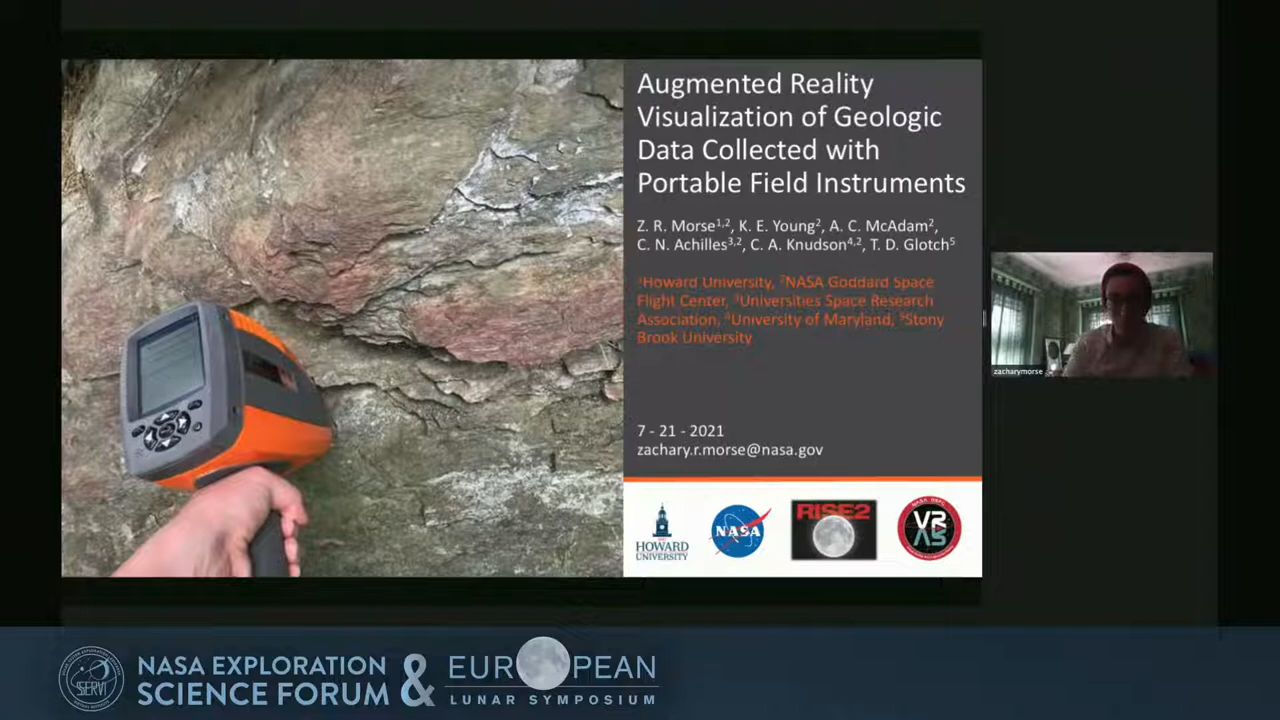 Augmented Reality
Visualization of Geologic
Data Collected with
Portable Field Instruments
Z. R. Morse1,2, K. E. Young2, A. C. McAdam2,
C. N. Achilles3,2, C. A. Knudson4,2, T. D. Glotch5
1Howard University, 2NASA Goddard Space
Flight Center, 3Universities Space Research
Association, 4University of Maryland, 5Stony
Brook University
7 - 21 - 2021
zachary.r.morse@nasa.gov
HOWARD
UNIVERSITY
NASA
RISE2
VR
zacharymorse
SSERVI
NASA EXPLORATION
SCIENCE FORUM &
EUROPEAN
LUNAR SYMPOSIUM